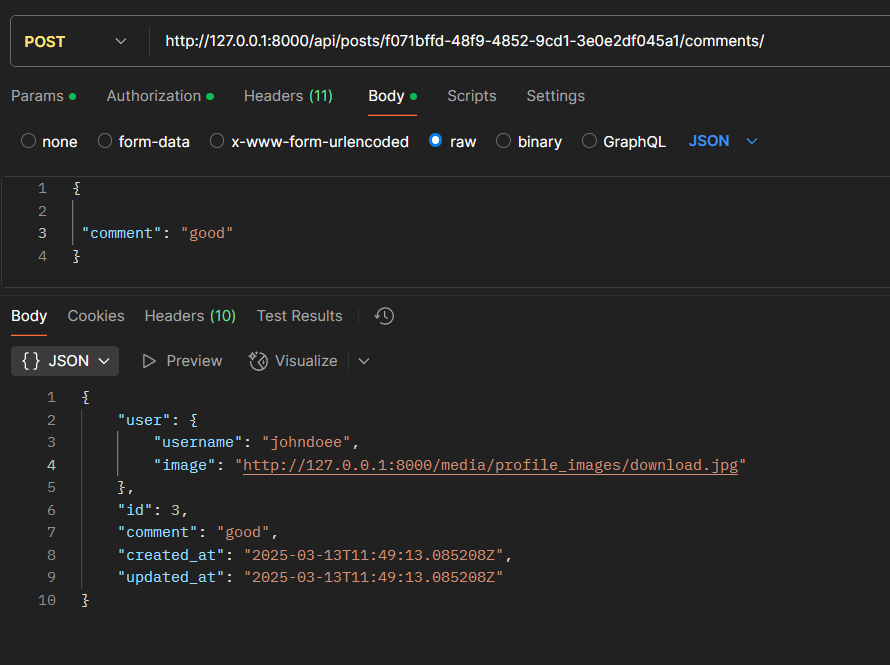 POST http://127.0.0.1:8000/api/posts/f071bffd-48f9-4852-9cd1-3e0e2df045a1/comments/
Params Authorization Headers (11) Body Scripts Settings
none form-data x-www-form-urlencoded raw binary GraphQL JSON
1 {
2
3 "comment": "good"
4 }
Body Cookies Headers (10) Test Results
{} JSON Preview Visualize
1 {
2 "user": {
3 "username": "johndoee",
4 "image": "http://127.0.0.1:8000/media/profile_images/download.jpg"
5 },
6 "id": 3,
7 "comment": "good",
8 "created_at": "2025-03-13T11:49:13.085208Z",
9 "updated_at": "2025-03-13T11:49:13.085208Z"
10 }